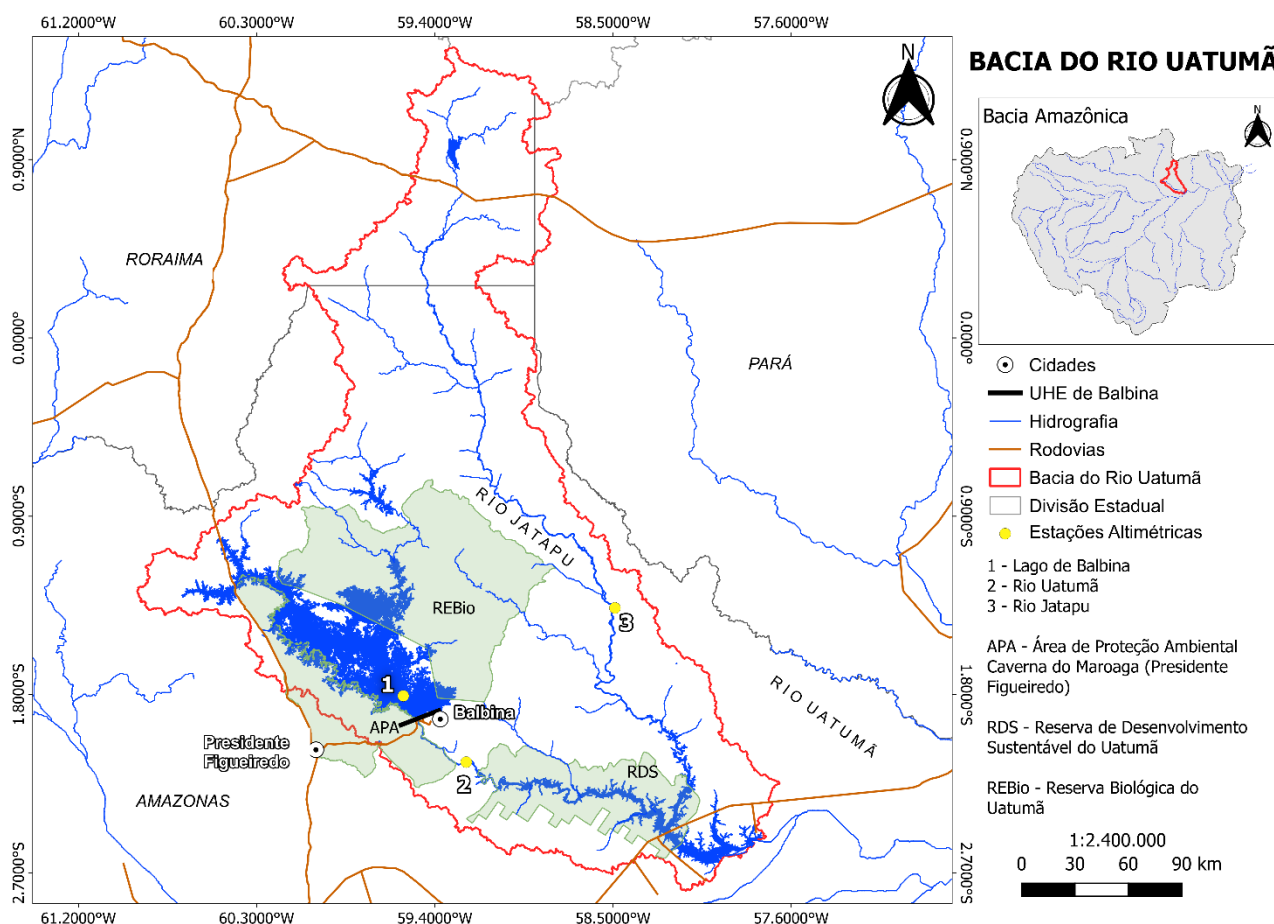 61.2000°W
60.3000°W
59.4000°W
58.5000°W
57.6000°W
N
BACIA DO RIO UATUMÃ
Bacia Amazônica
N
0.9000°N
0.9000°N
RORAIMA
0.0000°
0.0000°
PARÁ
Cidades
UHE de Balbina
Hidrografia
Rodovias
Bacia do Rio Uatumã
Divisão Estadual
Estações Altimétricas
1 - Lago de Balbina
2 - Rio Uatumã
3 - Rio Jatapu
APA - Área de Proteção Ambiental
Caverna do Maroaga (Presidente
Figueiredo)
RDS - Reserva de Desenvolvimento
Sustentável do Uatumã
REBio - Reserva Biológica do
Uatumã
1:2.400.000
0 30 60 90 km
0.9000°S
0.9000°S
RIO JATAPU
REBio
3
1.8000°S
1.8000°S
1
RIO UATUMÃ
Balbina
APA
Presidente
Figueiredo
2
RDS
AMAZONAS
2.7000°S
2.7000°S
61.2000°W
60.3000°W
59.4000°W
58.5000°W
57.6000°W